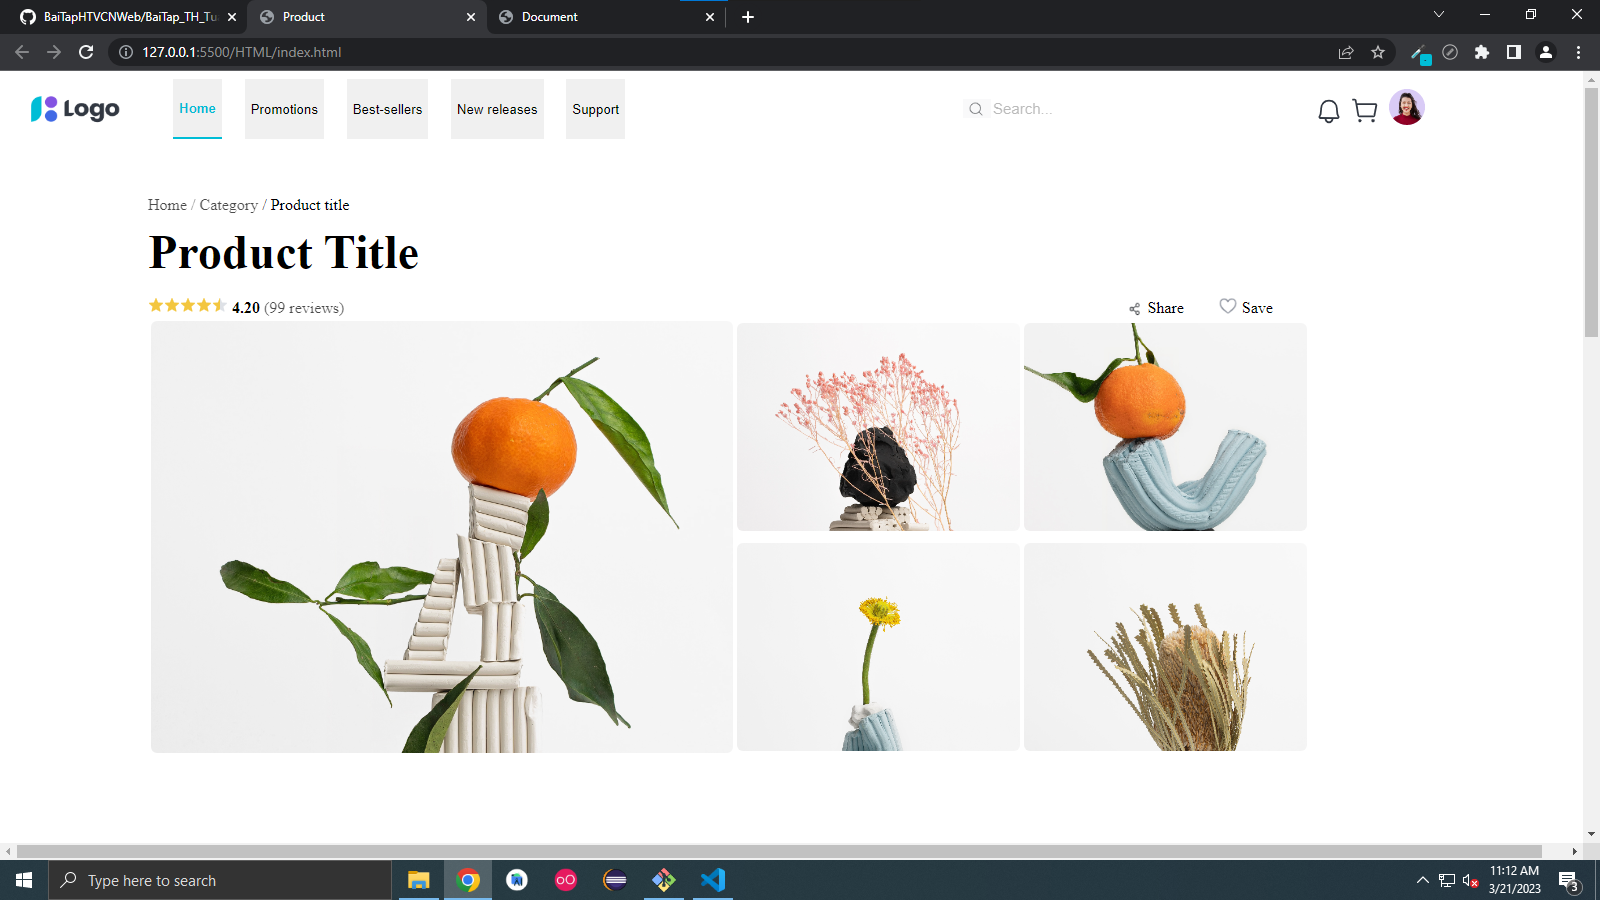 BaiTapHTVCNWeb/BaiTap_TH_Tu
Product
Document
127.0.0.1:5500/HTML/index.html
Logo
Home
Promotions
Best-sellers
New releases
Support
Search...
Home / Category / Product title
Product Title
4.20 (99 reviews)
Share
Save
Type here to search
11:12 AM
3/21/2023
3